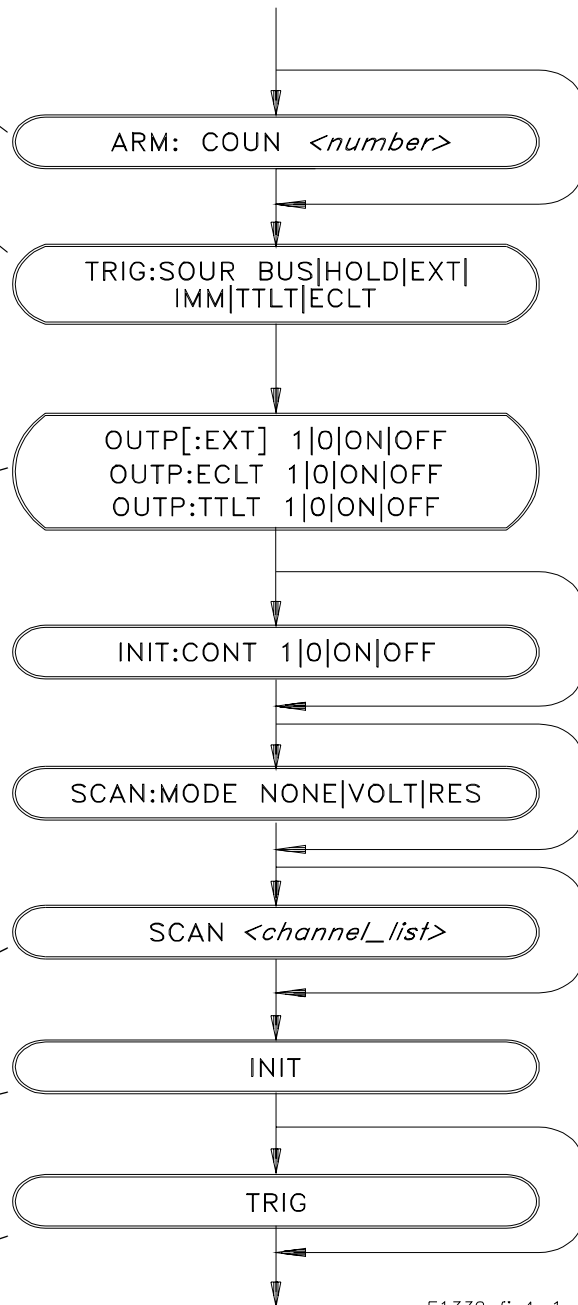 ARM: COUN <number>
TRIG:SOUR BUS|HOLD|EXT|
IMM|TTLT|ECLT
OUTP[:EXT] 1|0|ON|OFF
OUTP:ECLT 1|0|ON|OFF
OUTP:TTLT 1|0|ON|OFF
INIT:CONT 1|0|ON|OFF
SCAN:MODE NONE|VOLT|RES
SCAN <channel_list>
INIT
TRIG